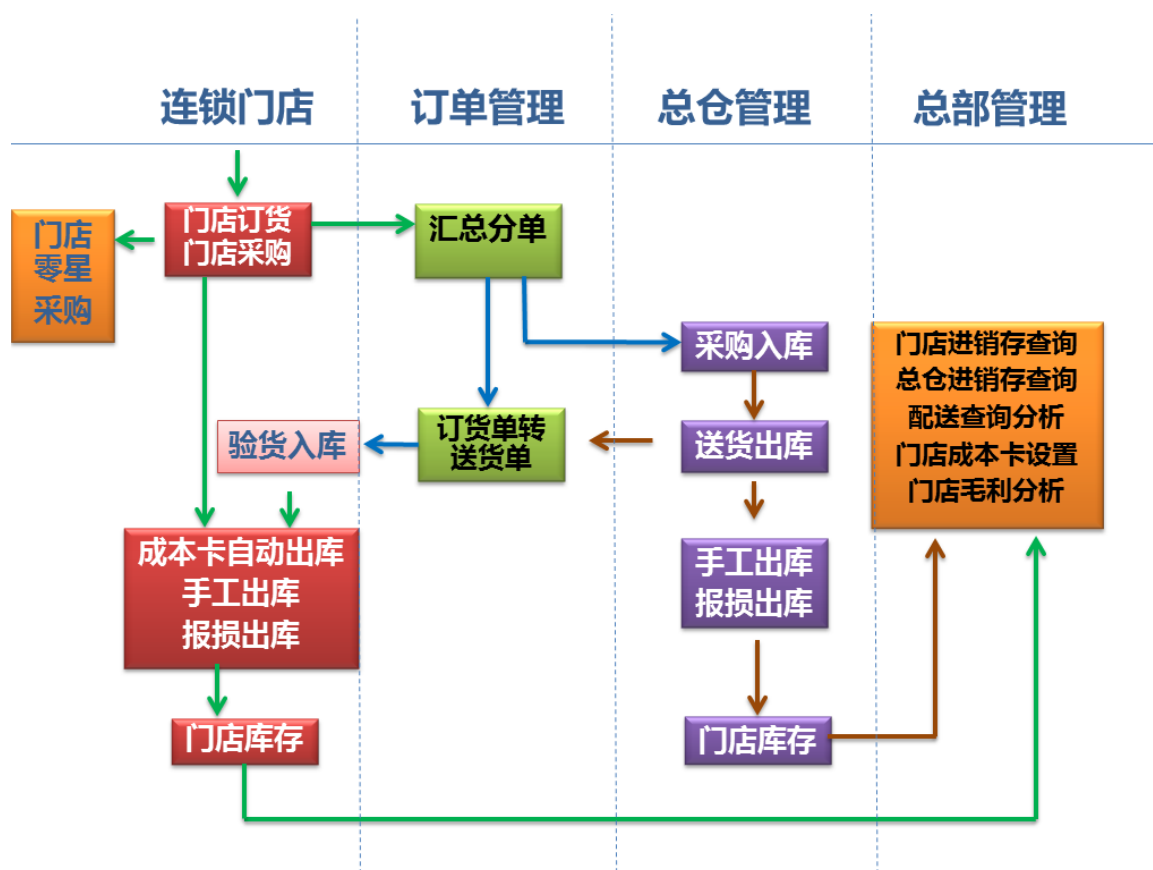 连锁门店
订单管理
总仓管理
总部管理
门店订货
门店采购
门店
零星
采购
汇总分单
采购入库
门店进销存查询
总仓进销存查询
配送查询分析
门店成本卡设置
门店毛利分析
验货入库
订货单转
送货单
送货出库
成本卡自动出库
手工出库
报损出库
手工出库
报损出库
门店库存
门店库存